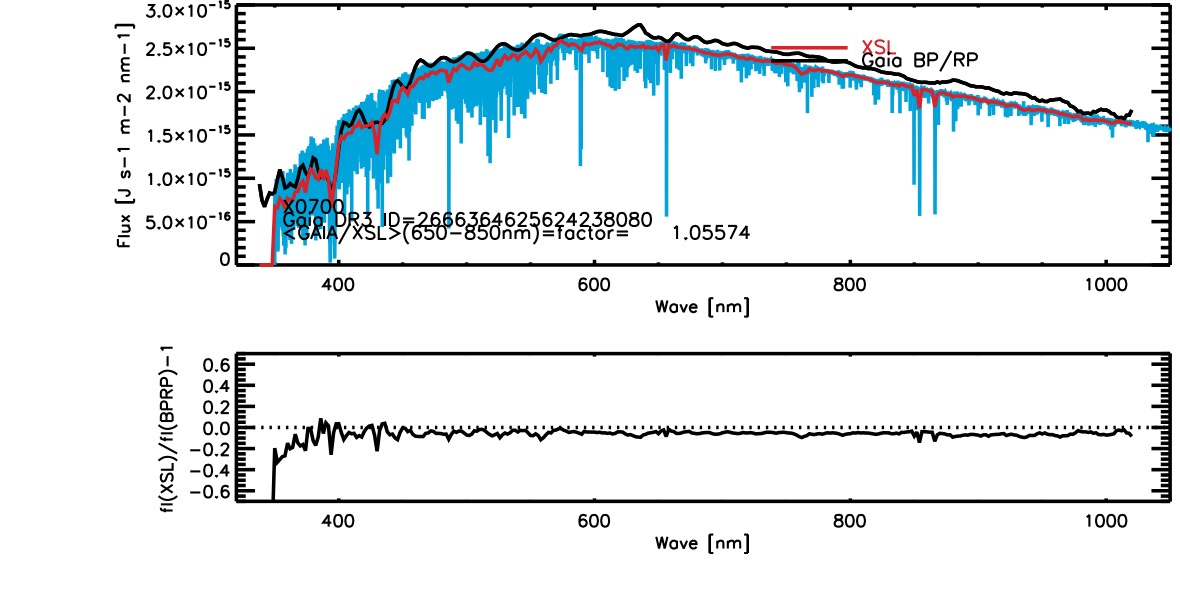 3.0×10⁻¹⁵
2.5×10⁻¹⁵
2.0×10⁻¹⁵
1.5×10⁻¹⁵
1.0×10⁻¹⁵
5.0×10⁻¹⁶
0
Flux [J s−1 m−2 nm−1]
XSL
Gaia BP/RP
X0700
Gaia DR3 ID=2666364625624238080
<GAIA/XSL>(650−850nm)=factor= 1.05574
400 600 800 1000
Wave [nm]
0.6
0.4
0.2
0.0
−0.2
−0.4
−0.6
fl(XSL)/fl(BPRP)−1
400 600 800 1000
Wave [nm]